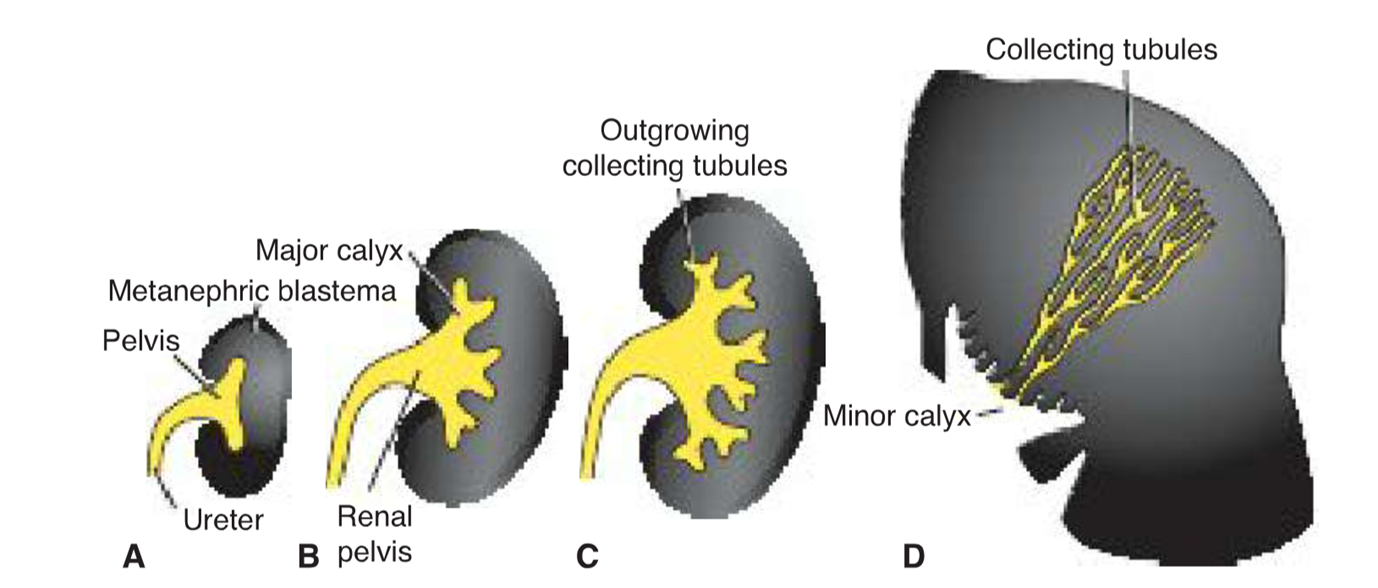 Collecting tubules
Outgrowing
collecting tubules
Major calyx
Metanephric blastema
Pelvis
Minor calyx
Ureter
Renal
pelvis
A
B
C
D